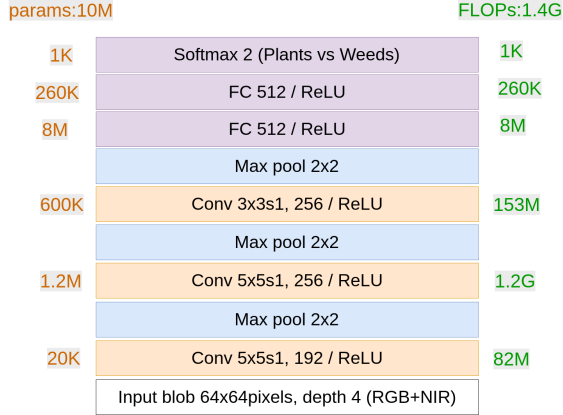 params:10M FLOPs:1.4G
1K Softmax 2 (Plants vs Weeds) 1K
260K FC 512 / ReLU 260K
8M FC 512 / ReLU 8M
Max pool 2x2
600K Conv 3x3s1, 256 / ReLU 153M
Max pool 2x2
1.2M Conv 5x5s1, 256 / ReLU 1.2G
Max pool 2x2
20K Conv 5x5s1, 192 / ReLU 82M
Input blob 64x64pixels, depth 4 (RGB+NIR)